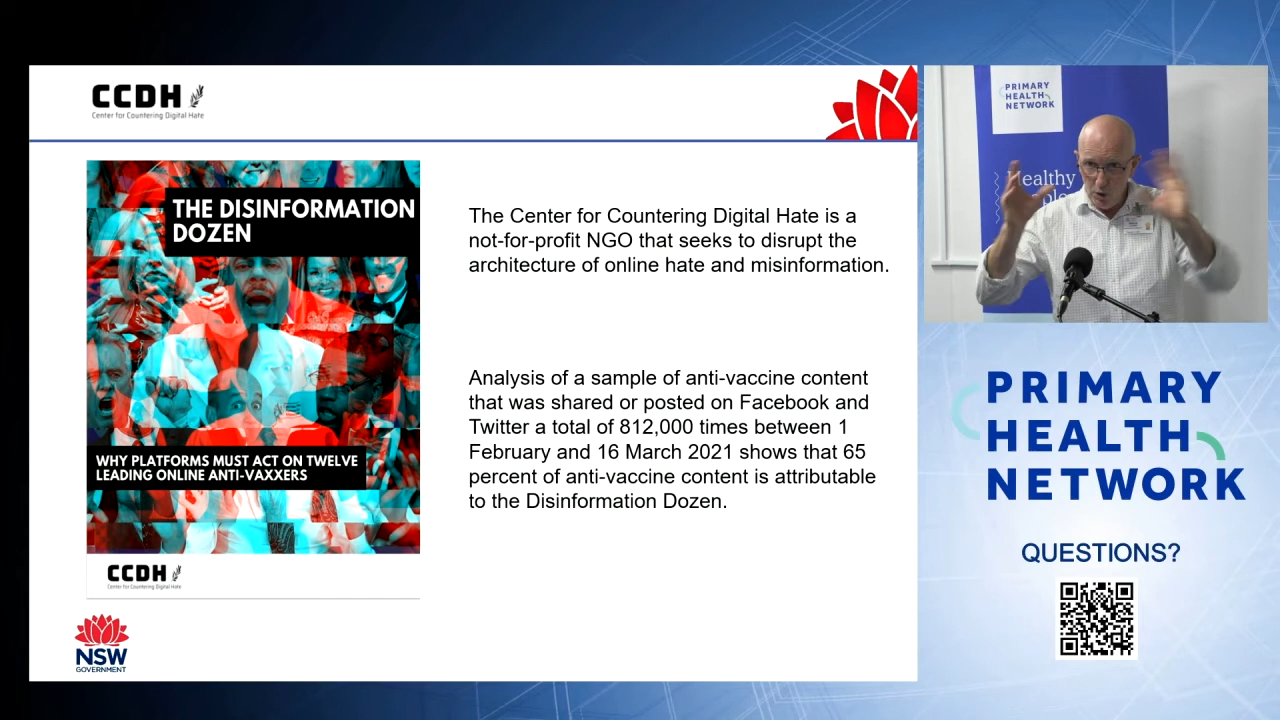 CCDH
Center for Countering Digital Hate
THE DISINFORMATION
DOZEN
WHY PLATFORMS MUST ACT ON TWELVE
LEADING ONLINE ANTI-VAXXERS
CCDH
Center for Countering Digital Hate
NSW
GOVERNMENT
The Center for Countering Digital Hate is a
not-for-profit NGO that seeks to disrupt the
architecture of online hate and misinformation.
Analysis of a sample of anti-vaccine content
that was shared or posted on Facebook and
Twitter a total of 812,000 times between 1
February and 16 March 2021 shows that 65
percent of anti-vaccine content is attributable
to the Disinformation Dozen.
PRIMARY
HEALTH
NETWORK
Healthy
PRIMARY
HEALTH
NETWORK
QUESTIONS?